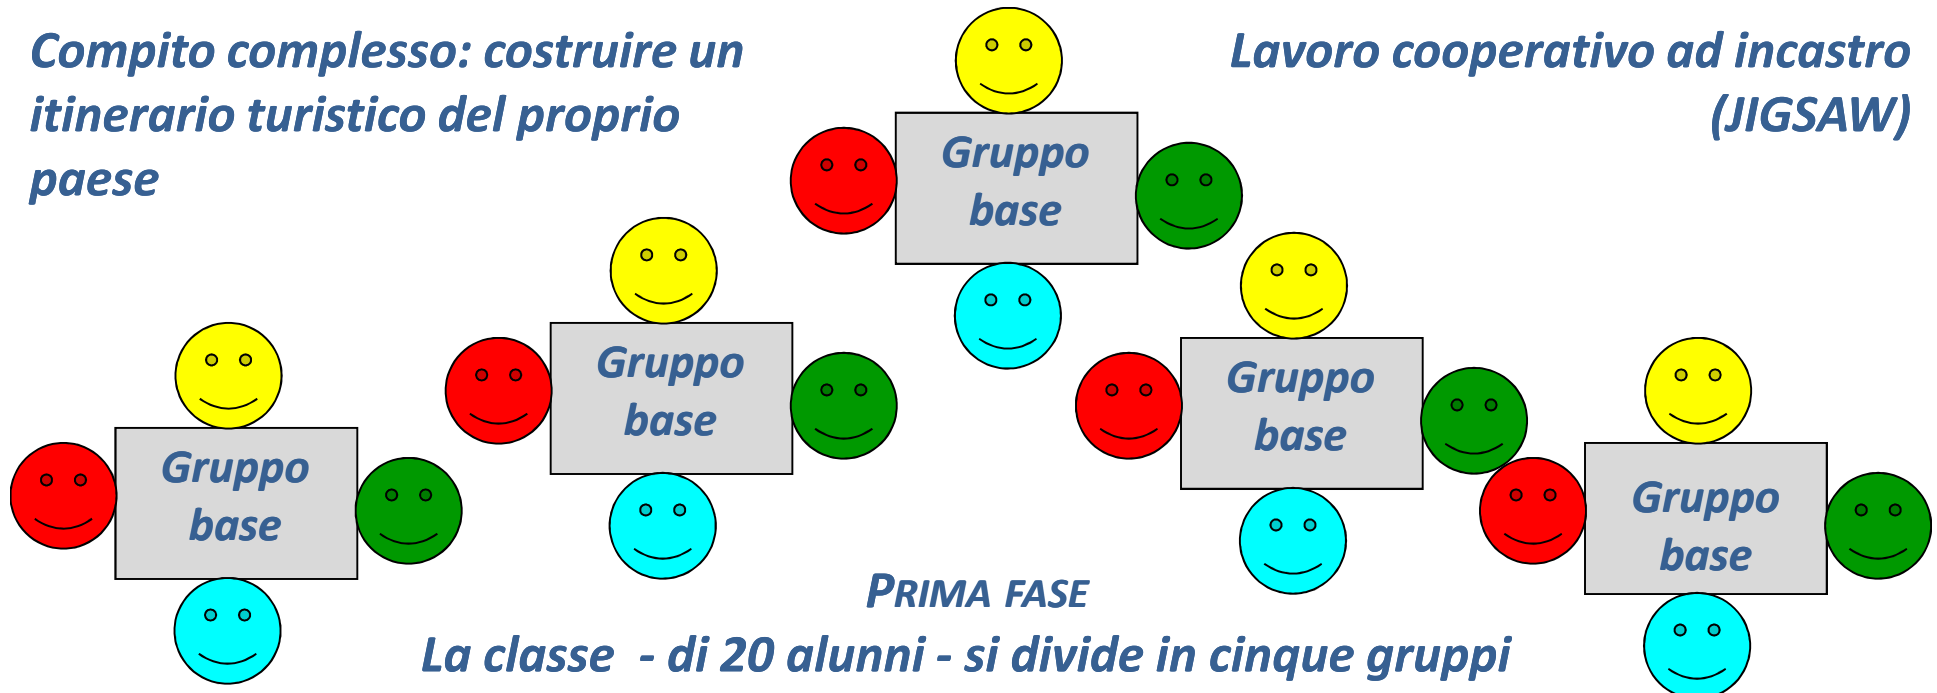 Compito complesso: costruire un
itinerario turistico del proprio
paese
Lavoro cooperativo ad incastro
(JIGSAW)
Gruppo
base
Gruppo
base
Gruppo
base
Gruppo
base
Gruppo
base
PRIMA FASE
La classe - di 20 alunni - si divide in cinque gruppi